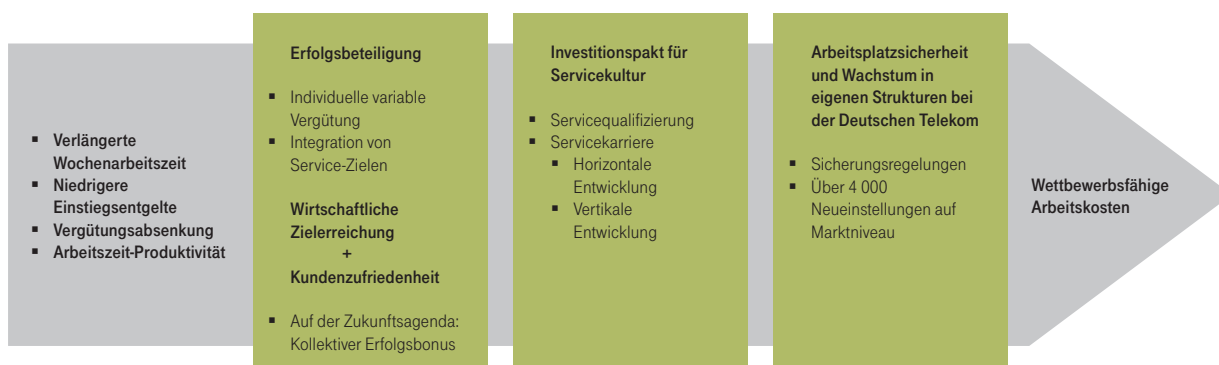 ▪ Verlängerte
Wochenarbeitszeit
▪ Niedrigere
Einstiegsentgelte
▪ Vergütungsabsenkung
▪ Arbeitszeit-Produktivität
Erfolgsbeteiligung
▪ Individuelle variable
Vergütung
▪ Integration von
Service-Zielen
Wirtschaftliche
Zielerreichung
+
Kundenzufriedenheit
▪ Auf der Zukunftsagenda:
Kollektiver Erfolgsbonus
Investitionspakt für
Servicekultur
▪ Servicequalifizierung
▪ Servicekarriere
▪ Horizontale
Entwicklung
▪ Vertikale
Entwicklung
Arbeitsplatzsicherheit
und Wachstum in
eigenen Strukturen bei
der Deutschen Telekom
▪ Sicherungsregelungen
▪ Über 4 000
Neueinstellungen auf
Marktniveau
Wettbewerbsfähige
Arbeitskosten